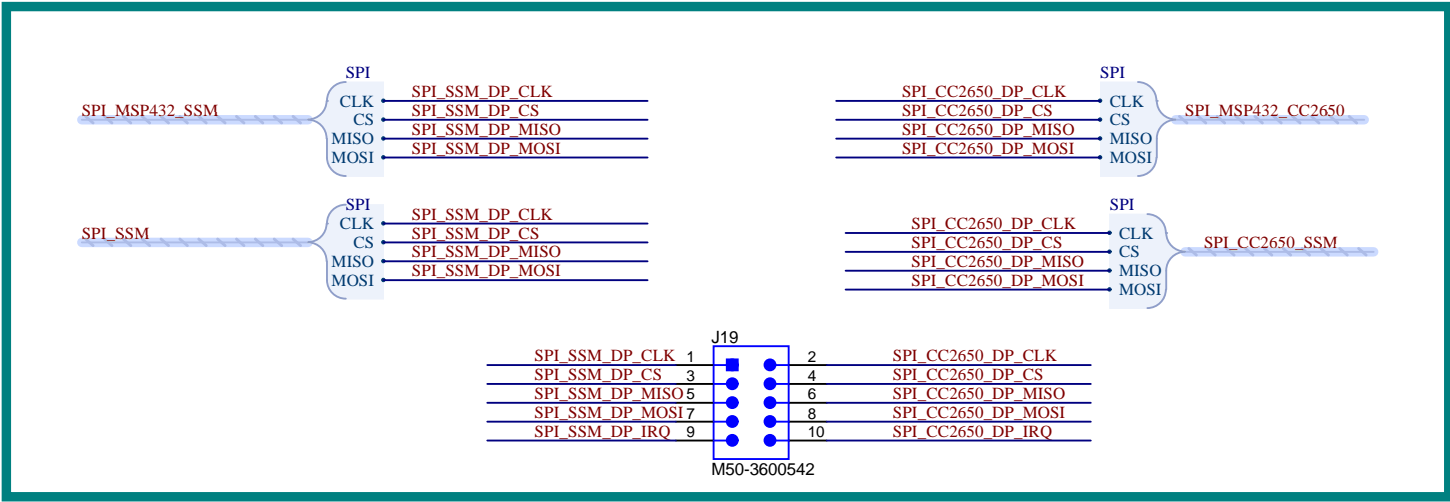 SPI
SPI_MSP432_SSM
CLK SPI_SSM_DP_CLK
CS SPI_SSM_DP_CS
MISO SPI_SSM_DP_MISO
MOSI SPI_SSM_DP_MOSI
SPI
SPI_CC2650_DP_CLK CLK
SPI_CC2650_DP_CS CS
SPI_CC2650_DP_MISO MISO
SPI_CC2650_DP_MOSI MOSI
SPI_MSP432_CC2650
SPI
SPI_SSM
CLK SPI_SSM_DP_CLK
CS SPI_SSM_DP_CS
MISO SPI_SSM_DP_MISO
MOSI SPI_SSM_DP_MOSI
SPI
SPI_CC2650_DP_CLK CLK
SPI_CC2650_DP_CS CS
SPI_CC2650_DP_MISO MISO
SPI_CC2650_DP_MOSI MOSI
SPI_CC2650_SSM
J19
SPI_SSM_DP_CLK 1 2 SPI_CC2650_DP_CLK
SPI_SSM_DP_CS 3 4 SPI_CC2650_DP_CS
SPI_SSM_DP_MISO 5 6 SPI_CC2650_DP_MISO
SPI_SSM_DP_MOSI 7 8 SPI_CC2650_DP_MOSI
SPI_SSM_DP_IRQ 9 10 SPI_CC2650_DP_IRQ
M50-3600542